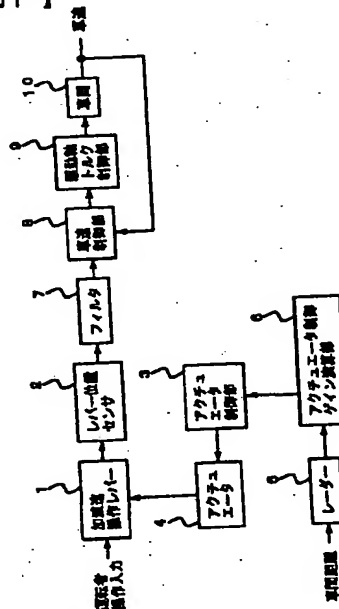 運転者
操作入力
1
加減速
操作レバー
2
レバー位置
センサ
7
フィルタ
8
車速
制御部
9
駆動軸
トルク
制御部
10
車両
車速
3
アクチュ
エータ
制御部
4
アクチュ
エータ
車間距離
レーダー
6
アクチュエータ制御
ゲイン演算部